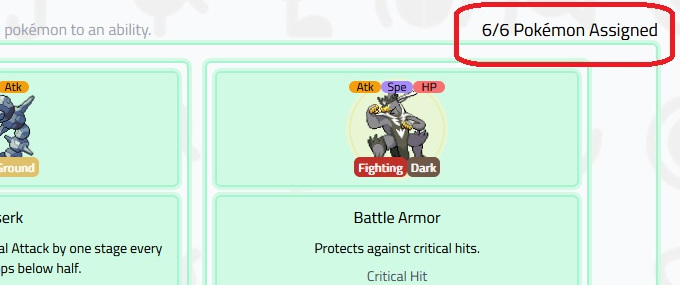 pokémon to an ability.
6/6 Pokémon Assigned
Atk
Atk Spe HP
Ground
Fighting Dark
serk
Battle Armor
al Attack by one stage every
ps below half.
Protects against critical hits.
Critical Hit